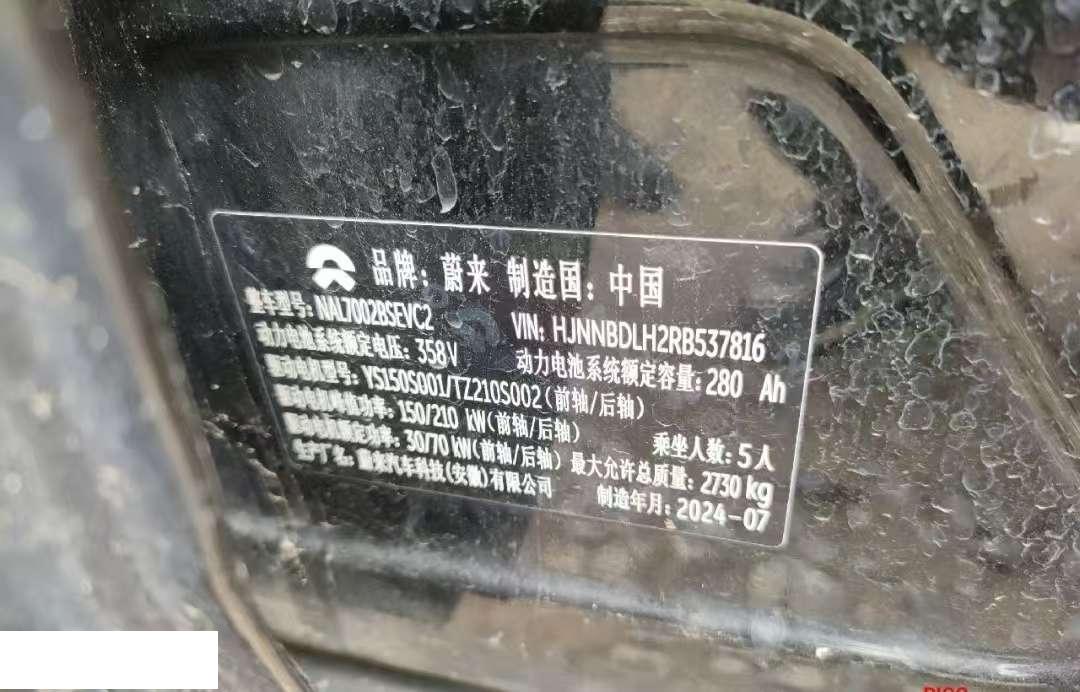 品牌：蔚来 制造国：中国
整车型号：NAL7002BSEVC2 VIN：HJNNBDLH2RB537816
动力电池系统额定电压：358V 动力电池系统额定容量：280 Ah
驱动电机型号：YS150S001/TZ210S002（前轴/后轴）
驱动电机峰值功率：150/210 kW（前轴/后轴） 乘坐人数：5人
驱动电机额定功率：30/70 kW（前轴/后轴） 最大允许总质量：2730 kg
生产厂名：蔚来汽车科技（安徽）有限公司 制造年月：2024-07